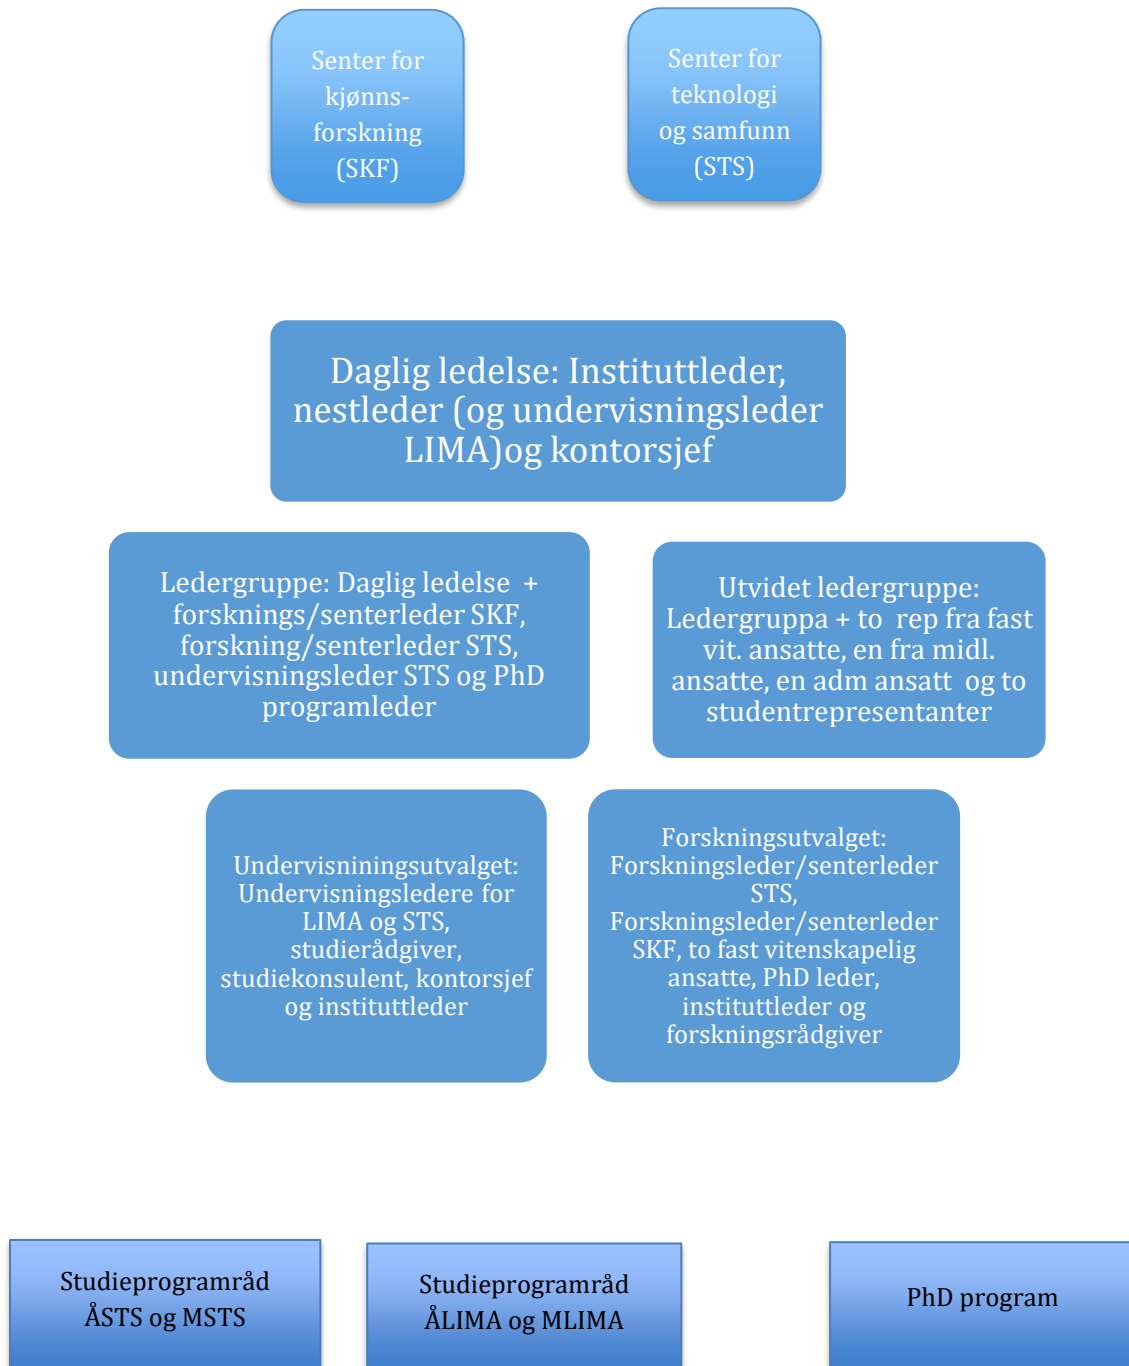 Senter for
kjønns-
forskning
(SKF)
Senter for
teknologi
og samfunn
(STS)
Daglig ledelse: Instituttleder,
nestleder (og undervisningsleder
LIMA)og kontorsjef
Ledergruppe: Daglig ledelse  +
forsknings/senterleder SKF,
forskning/senterleder STS,
undervisningsleder STS og PhD
programleder
Utvidet ledergruppe:
Ledergruppa + to  rep fra fast
vit. ansatte, en fra midl.
ansatte, en adm ansatt  og to
studentrepresentanter
Undervisniningsutvalget:
Undervisningsledere for
LIMA og STS,
studierådgiver,
studiekonsulent, kontorsjef
og instituttleder
Forskningsutvalget:
Forskningsleder/senterleder
STS,
Forskningsleder/senterleder
SKF, to fast vitenskapelig
ansatte, PhD leder,
instituttleder og
forskningsrådgiver
Studieprogramråd
ÅSTS og MSTS
Studieprogramråd
ÅLIMA og MLIMA
PhD program